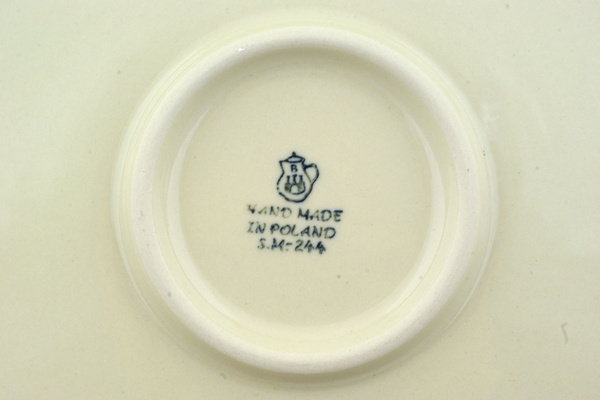 B
HAND MADE
IN POLAND
S.M-244